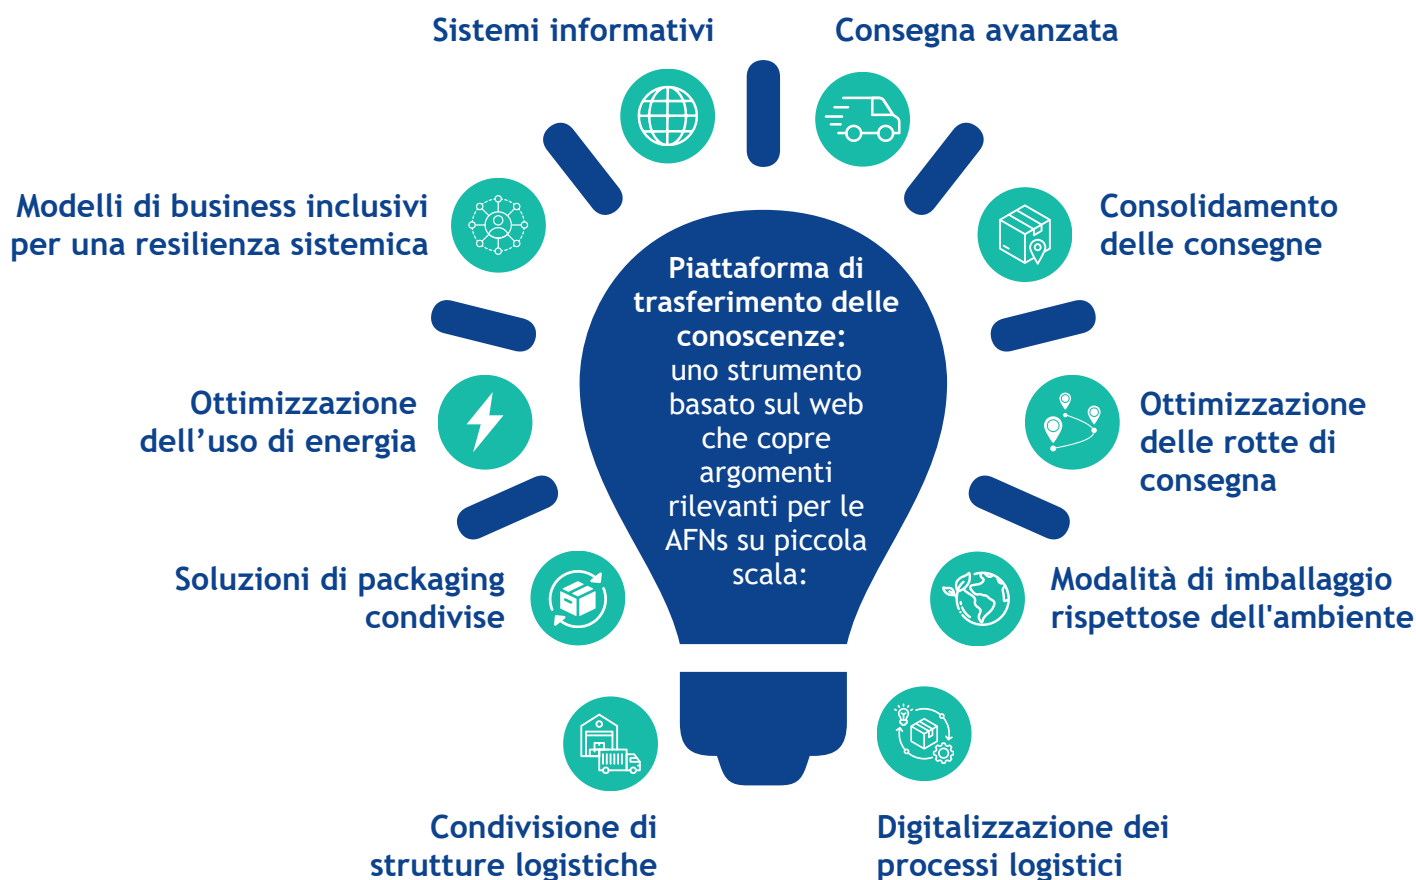 Sistemi informativi
Consegna avanzata
Modelli di business inclusivi
per una resilienza sistemica
Consolidamento
delle consegne
Piattaforma di
trasferimento delle
conoscenze:
uno strumento
basato sul web
che copre
argomenti
rilevanti per le
AFNs su piccola
scala:
Ottimizzazione
dell’uso di energia
Ottimizzazione
delle rotte di
consegna
Soluzioni di packaging
condivise
Modalità di imballaggio
rispettose dell'ambiente
Condivisione di
strutture logistiche
Digitalizzazione dei
processi logistici